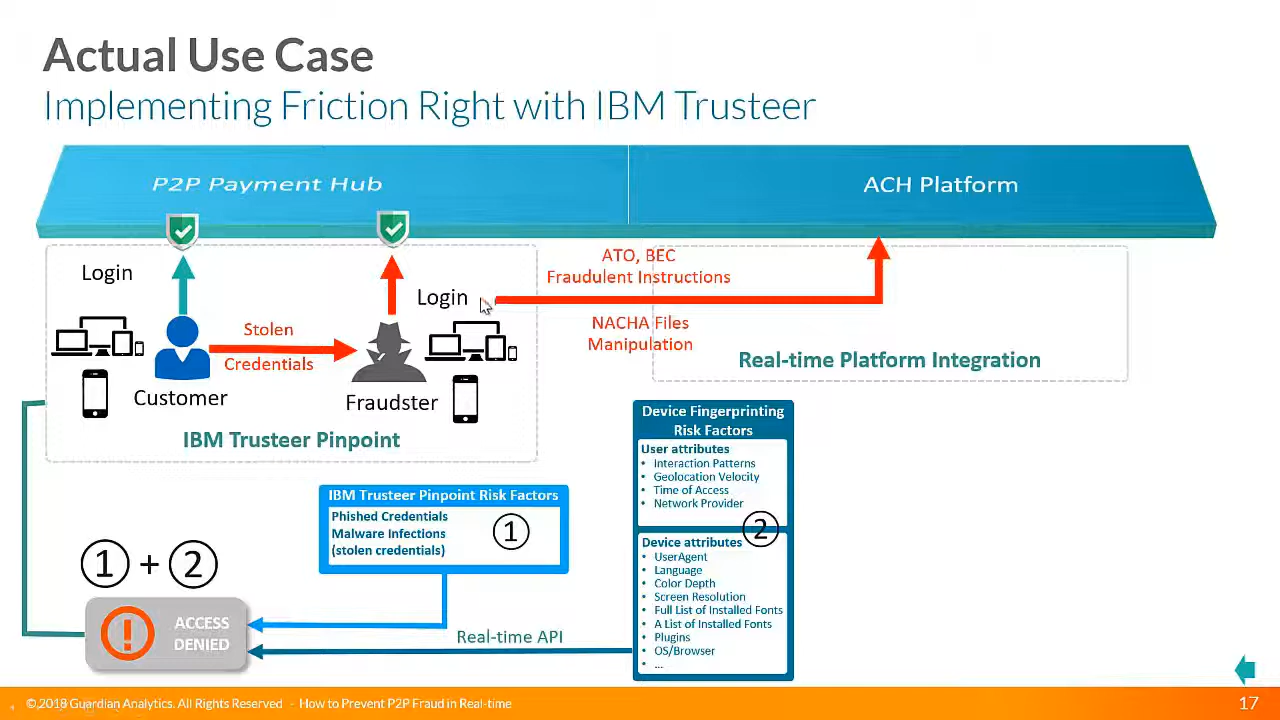 Actual Use Case
Implementing Friction Right with IBM Trusteer
P2P Payment Hub
ACH Platform
Login
Login
Stolen
Credentials
Customer
Fraudster
IBM Trusteer Pinpoint
ATO, BEC
Fraudulent Instructions
NACHA Files
Manipulation
Real-time Platform Integration
IBM Trusteer Pinpoint Risk Factors
Phished Credentials
Malware Infections
(stolen credentials)
1
Device Fingerprinting
Risk Factors
User attributes
• Interaction Patterns
• Geolocation Velocity
• Time of Access
• Network Provider
2
Device attributes
• UserAgent
• Language
• Color Depth
• Screen Resolution
• Full List of Installed Fonts
• A List of Installed Fonts
• Plugins
• OS/Browser
• ...
1 + 2
ACCESS
DENIED
Real-time API
©2018 Guardian Analytics. All Rights Reserved - How to Prevent P2P Fraud in Real-time
17